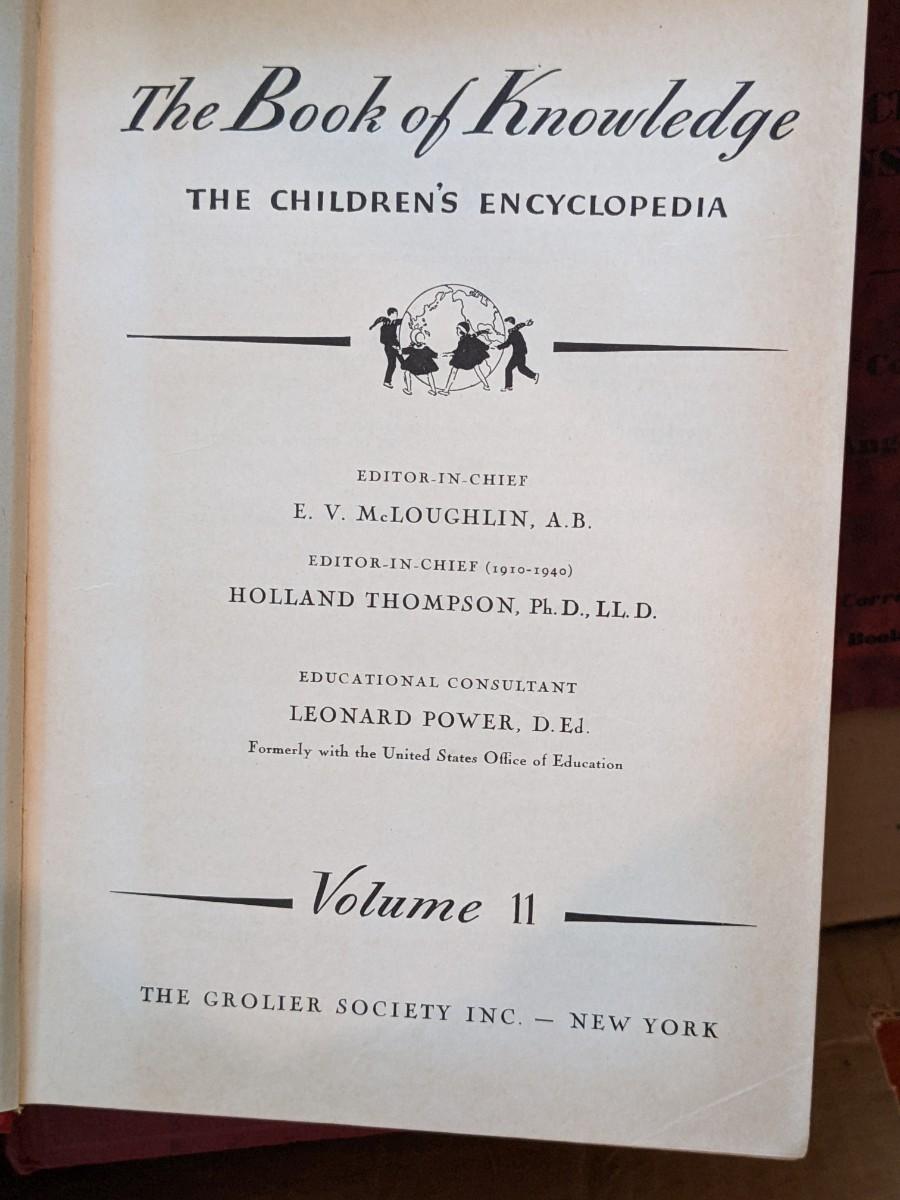 The Book of Knowledge
THE CHILDREN'S ENCYCLOPEDIA
EDITOR-IN-CHIEF
E. V. McLOUGHLIN, A.B.
EDITOR-IN-CHIEF (1910-1940)
HOLLAND THOMPSON, Ph.D., LL.D.
EDUCATIONAL CONSULTANT
LEONARD POWER, D.Ed.
Formerly with the United States Office of Education
Volume 11
THE GROLIER SOCIETY INC. — NEW YORK